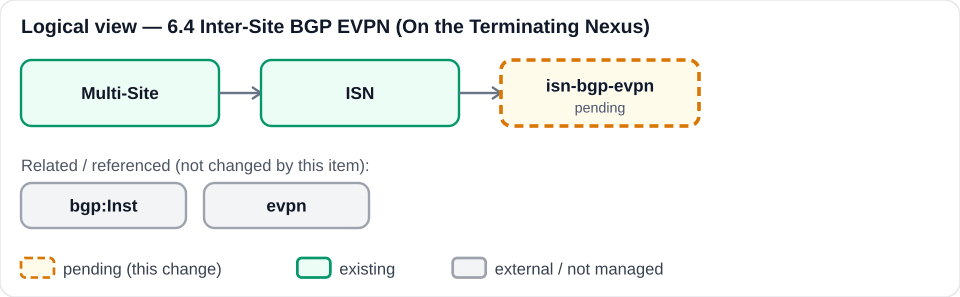 Logical view — 6.4 Inter-Site BGP EVPN (On the Terminating Nexus)
Multi-Site
ISN
isn-bgp-evpn
pending
Related / referenced (not changed by this item):
bgp:Inst
evpn
pending (this change)
existing
external / not managed